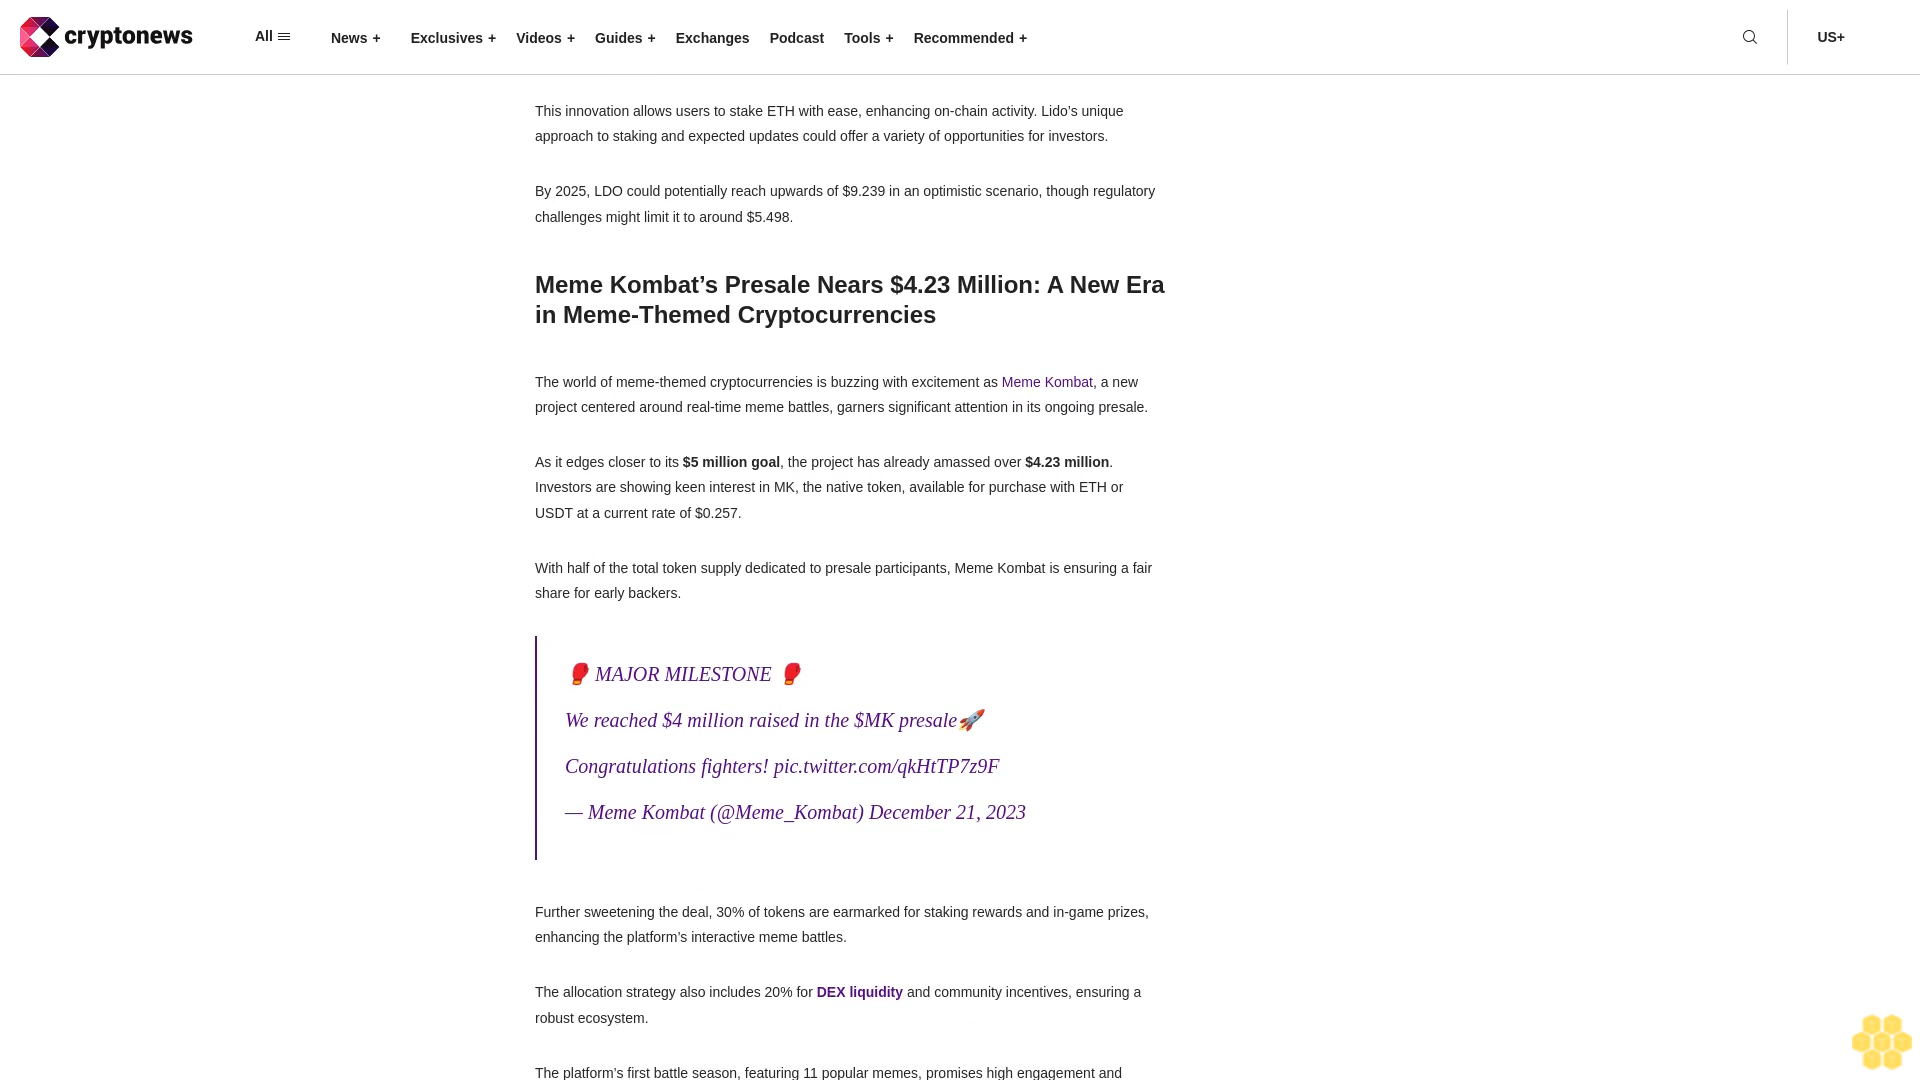 cryptonews
All
News +
Exclusives +
Videos +
Guides +
Exchanges
Podcast
Tools +
Recommended +
US+
This innovation allows users to stake ETH with ease, enhancing on-chain activity. Lido’s unique
approach to staking and expected updates could offer a variety of opportunities for investors.
By 2025, LDO could potentially reach upwards of $9.239 in an optimistic scenario, though regulatory
challenges might limit it to around $5.498.
Meme Kombat’s Presale Nears $4.23 Million: A New Era
in Meme-Themed Cryptocurrencies
The world of meme-themed cryptocurrencies is buzzing with excitement as Meme Kombat, a new
project centered around real-time meme battles, garners significant attention in its ongoing presale.
As it edges closer to its $5 million goal, the project has already amassed over $4.23 million.
Investors are showing keen interest in MK, the native token, available for purchase with ETH or
USDT at a current rate of $0.257.
With half of the total token supply dedicated to presale participants, Meme Kombat is ensuring a fair
share for early backers.
🥊 MAJOR MILESTONE 🥊
We reached $4 million raised in the $MK presale🚀
Congratulations fighters! pic.twitter.com/qkHtTP7z9F
— Meme Kombat (@Meme_Kombat) December 21, 2023
Further sweetening the deal, 30% of tokens are earmarked for staking rewards and in-game prizes,
enhancing the platform’s interactive meme battles.
The allocation strategy also includes 20% for DEX liquidity and community incentives, ensuring a
robust ecosystem.
The platform’s first battle season, featuring 11 popular memes, promises high engagement and